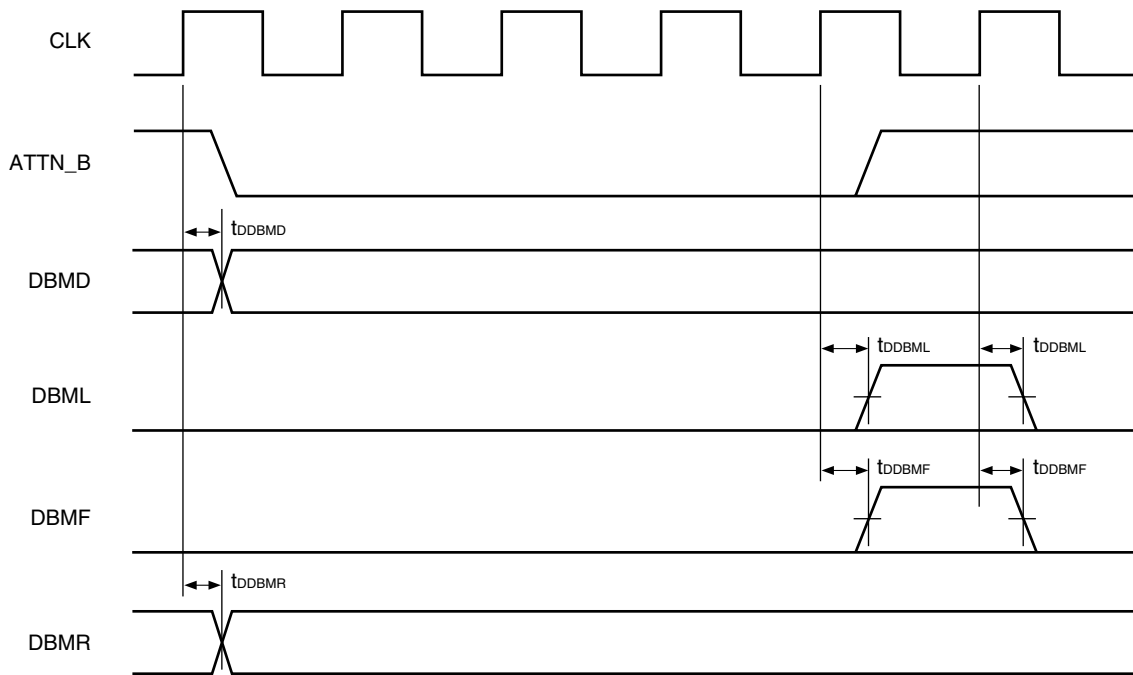 CLK
ATTN_B
tDDBMD
DBMD
tDDBML tDDBML
DBML
tDDBMF tDDBMF
DBMF
tDDBMR
DBMR